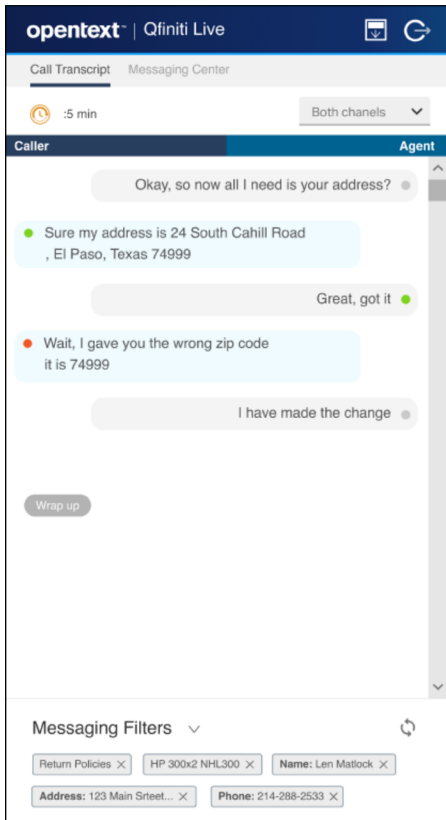 opentext™ | Qfiniti Live
Call Transcript Messaging Center
:5 min
Both chanels
Caller Agent
Okay, so now all I need is your address?
Sure my address is 24 South Cahill Road
, El Paso, Texas 74999
Great, got it
Wait, I gave you the wrong zip code
it is 74999
I have made the change
Wrap up
Messaging Filters
Return Policies × HP 300x2 NHL300 × Name: Len Matlock ×
Address: 123 Main Srteet... × Phone: 214-288-2533 ×